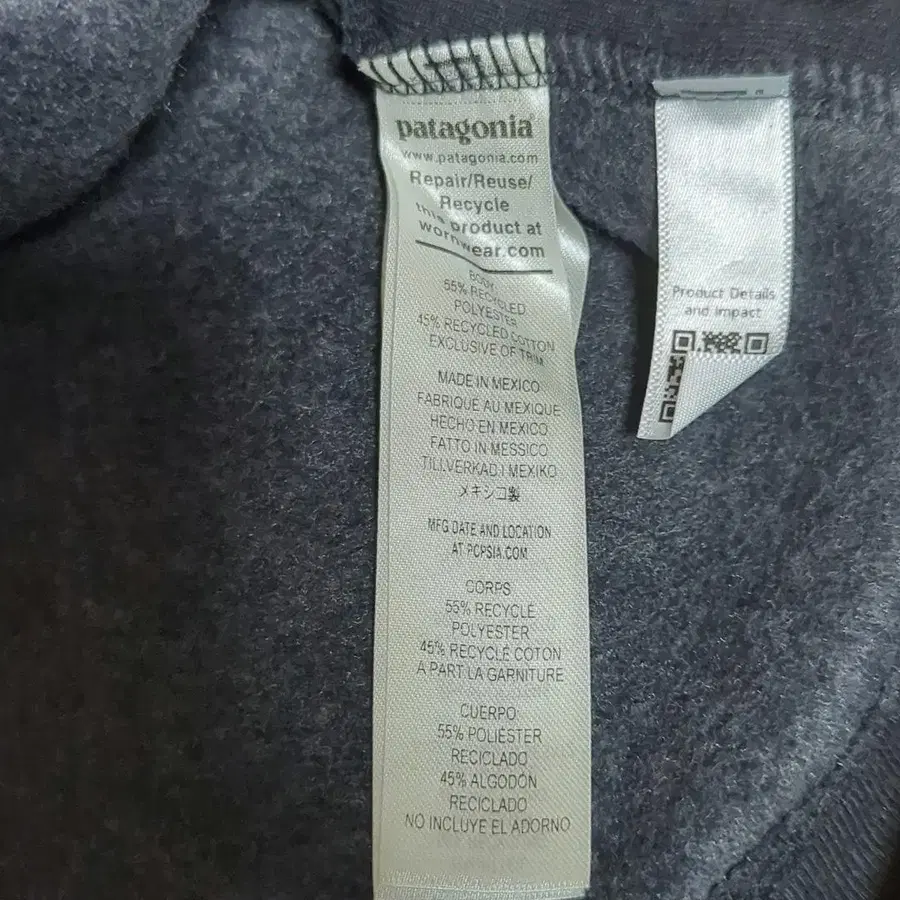 patagonia
www.patagonia.com
Repair/Reuse/
Recycle
this product at
wornwear.com
BODY
55% RECYCLED
POLYESTER
45% RECYCLED COTTON
EXCLUSIVE OF TRIM
MADE IN MEXICO
FABRIQUE AU MEXIQUE
HECHO EN MEXICO
FATTO IN MESSICO
TILLVERKAD I MEXIKO
メキシコ製
MFG DATE AND LOCATION
AT PCPSIA.COM
CORPS
55% RECYCLÉ
POLYESTER
45% RECYCLÉ COTON
A PART LA GARNITURE
CUERPO:
55% POLIÉSTER
RECICLADO
45% ALGODÓN
RECICLADO
NO INCLUYE EL ADORNO
Product Details
and Impact